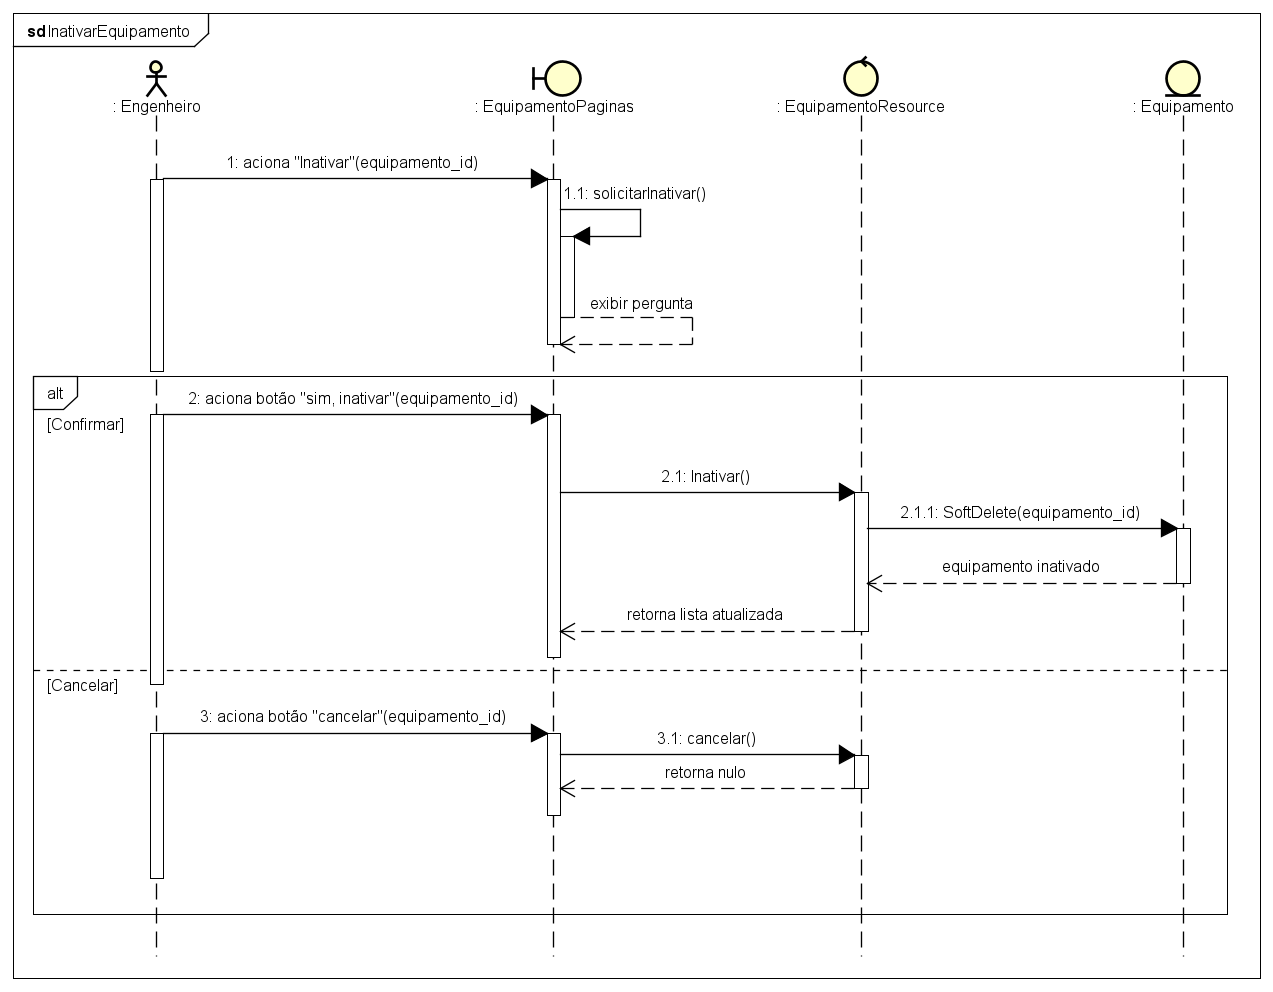 sd InativarEquipamento
: Engenheiro
: EquipamentoPaginas
: EquipamentoResource
: Equipamento
1: aciona "Inativar"(equipamento_id)
1.1: solicitarInativar()
exibir pergunta
alt
[Confirmar]
2: aciona botão "sim, inativar"(equipamento_id)
2.1: Inativar()
2.1.1: SoftDelete(equipamento_id)
equipamento inativado
retorna lista atualizada
[Cancelar]
3: aciona botão "cancelar"(equipamento_id)
3.1: cancelar()
retorna nulo